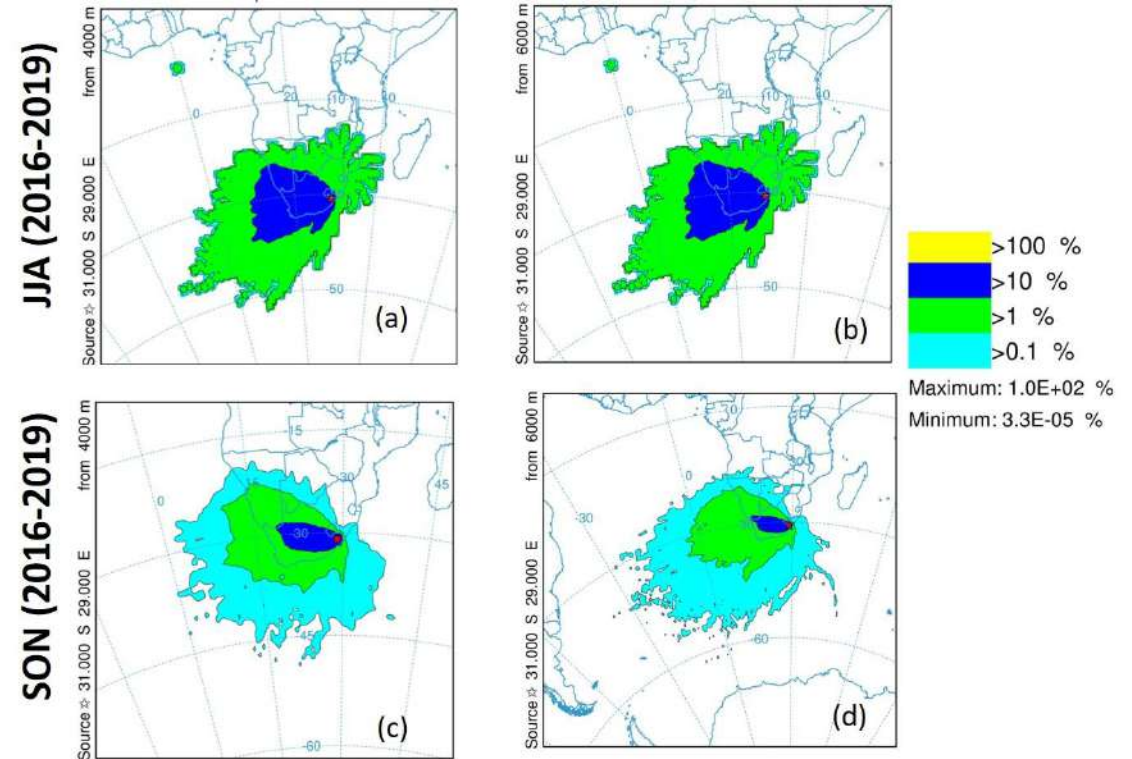 JJA (2016-2019)
Source ☆ 31.000 S 29.000 E from 4000 m
20
10
40
0
-50
(a)
Source ☆ 31.000 S 29.000 E from 6000 m
20
10
40
0
-50
(b)
>100 %
>10 %
>1 %
>0.1 %
Maximum: 1.0E+02 %
Minimum: 3.3E-05 %
SON (2016-2019)
Source ☆ 31.000 S 29.000 E from 4000 m
-15
0
15
30
45
-30
-45
-60
(c)
Source ☆ 31.000 S 29.000 E from 6000 m
0
-30
-60
(d)